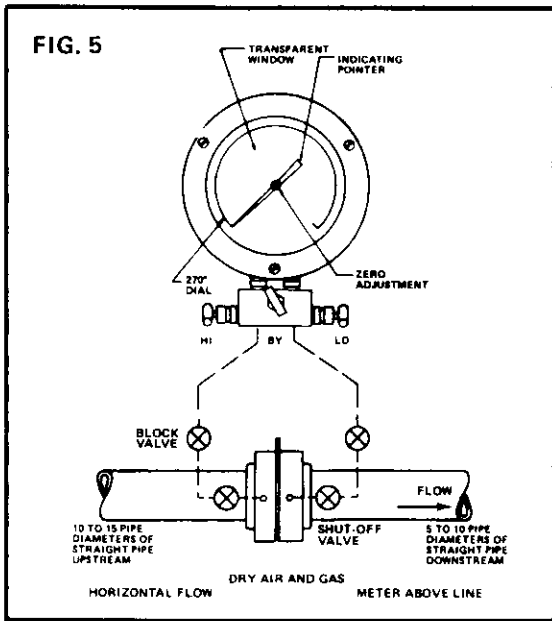 FIG. 5
TRANSPARENT
WINDOW
INDICATING
POINTER
270°
DIAL
ZERO
ADJUSTMENT
HI
BY
LO
BLOCK
VALVE
FLOW
10 TO 15 PIPE
DIAMETERS OF
STRAIGHT PIPE
UPSTREAM
SHUT-OFF
VALVE
5 TO 10 PIPE
DIAMETERS OF
STRAIGHT PIPE
DOWNSTREAM
DRY AIR AND GAS
HORIZONTAL FLOW
METER ABOVE LINE